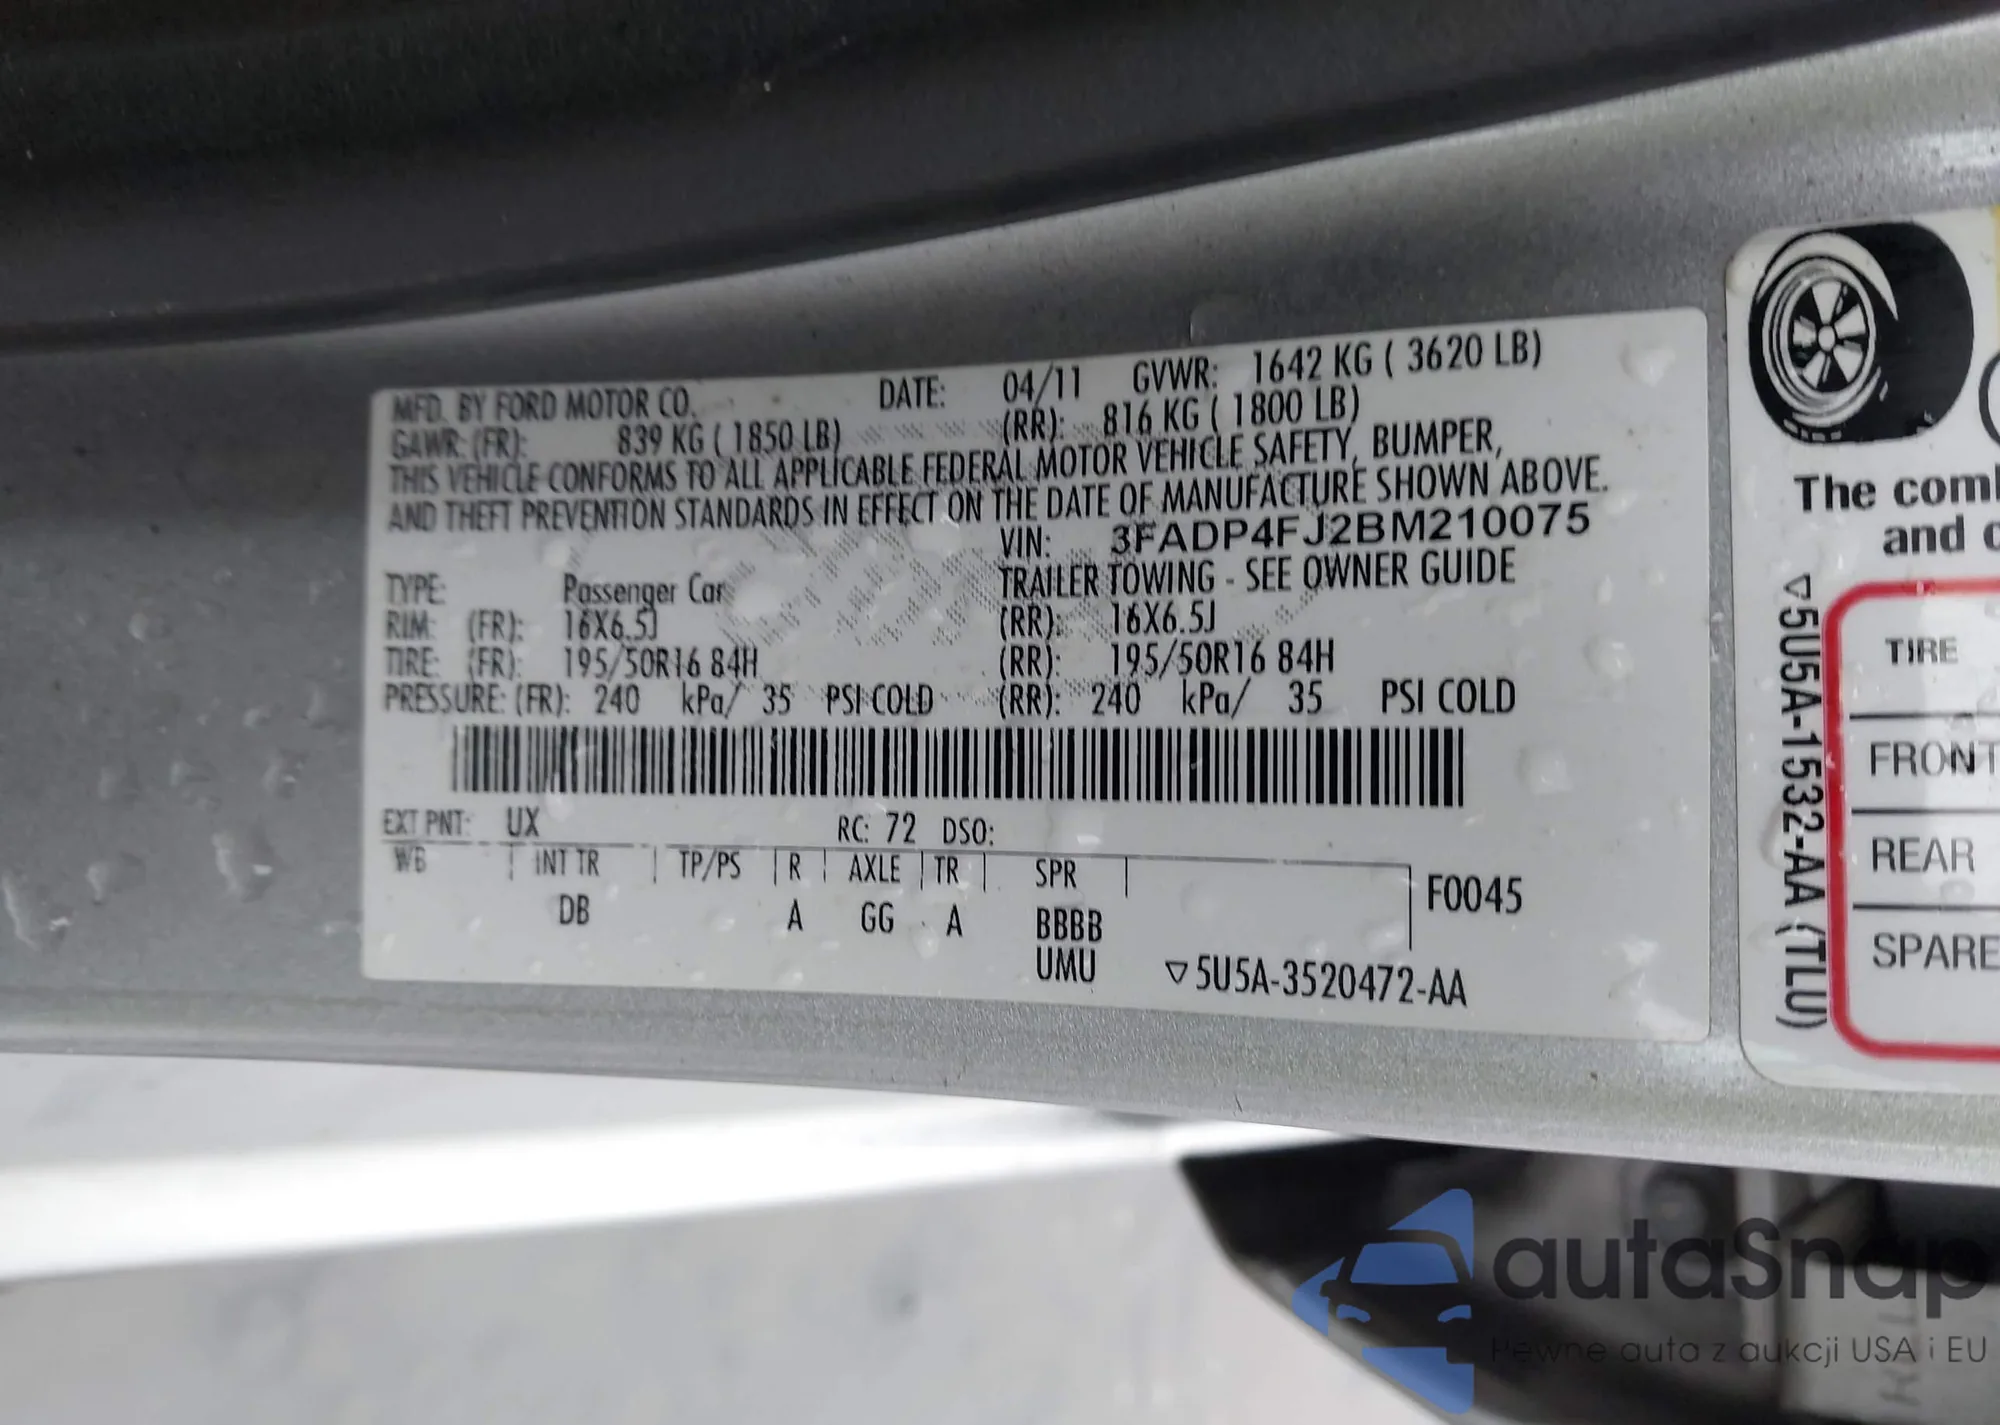 MFD. BY FORD MOTOR CO. DATE: 04/11 GVWR: 1642 KG ( 3620 LB)
GAWR: (FR): 839 KG ( 1850 LB) (RR): 816 KG ( 1800 LB)
THIS VEHICLE CONFORMS TO ALL APPLICABLE FEDERAL MOTOR VEHICLE SAFETY, BUMPER,
AND THEFT PREVENTION STANDARDS IN EFFECT ON THE DATE OF MANUFACTURE SHOWN ABOVE.
VIN: 3FADP4FJ2BM210075
TYPE: Passenger Car TRAILER TOWING - SEE OWNER GUIDE
RIM: (FR): 16X6.5J (RR): 16X6.5J
TIRE: (FR): 195/50R16 84H (RR): 195/50R16 84H
PRESSURE: (FR): 240 kPa/ 35 PSI COLD (RR): 240 kPa/ 35 PSI COLD
EXT PNT: UX RC: 72 DSO:
WB INT TR TP/PS R AXLE TR SPR
F0045
DB A GG A BBBB
UMU ▽5U5A-3520472-AA
The
and
▽5U5A-1532-AA (TLU)
TIRE
FRONT
REAR
SPARE
autaSnap
Pewne auta z aukcji USA i EU